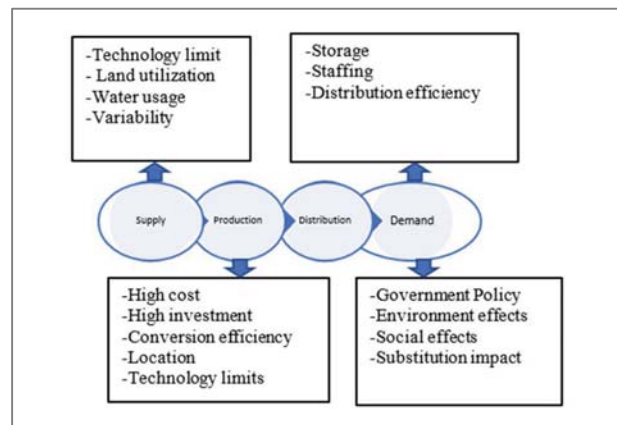 -Technology limit
- Land utilization
-Water usage
-Variability
-Storage
-Staffing
-Distribution efficiency
Supply
Production
Distribution
Demand
-High cost
-High investment
-Conversion efficiency
-Location
-Technology limits
-Government Policy
-Environment effects
-Social effects
-Substitution impact